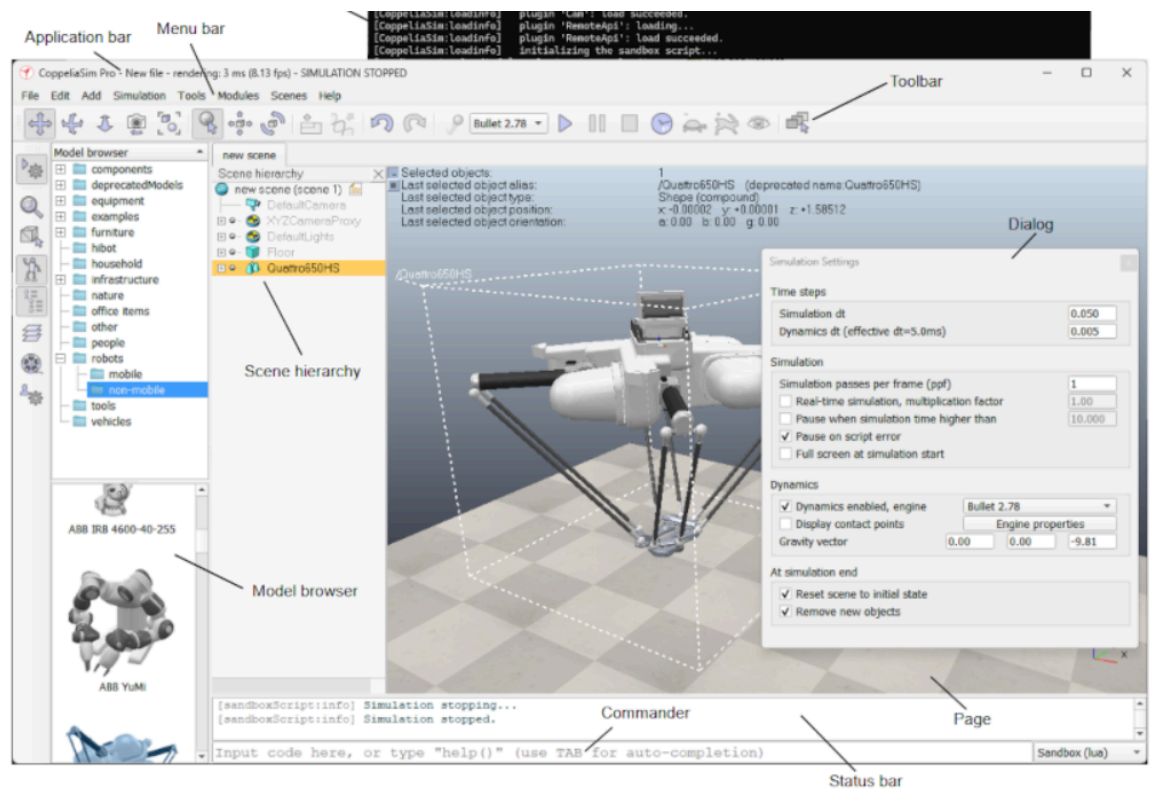 [CoppeliaSim:loadinfo] plugin 'Cam': load succeeded.
[CoppeliaSim:loadinfo] plugin 'RemoteApi': loading...
[CoppeliaSim:loadinfo] plugin 'RemoteApi': load succeeded.
[CoppeliaSim:loadinfo] initializing the sandbox script...
Application bar
Menu bar
CoppeliaSim Pro - New file - rendering: 3 ms (8.13 fps) - SIMULATION STOPPED
Toolbar
File Edit Add Simulation Tools Modules Scenes Help
Bullet 2.78
Model browser
components
deprecatedModels
equipment
examples
furniture
hibot
household
infrastructure
nature
office items
other
people
robots
mobile
non-mobile
tools
vehicles
ABB IRB 4600-40-255
ABB YuMi
Model browser
new scene
Scene hierarchy
new scene (scene 1)
DefaultCamera
XYZCameraProxy
DefaultLights
Floor
Quattro650HS
Scene hierarchy
Selected objects: 1
Last selected object alias: /Quattro650HS (deprecated name:Quattro650HS)
Last selected object type: Shape (compound)
Last selected object position: x:-0.00002 y:+0.00001 z:+1.58512
Last selected object orientation: a:0.00 b:0.00 g:0.00
/Quattro650HS
Dialog
Simulation Settings
Time steps
Simulation dt 0.050
Dynamics dt (effective dt=5.0ms) 0.005
Simulation
Simulation passes per frame (ppf) 1
Real-time simulation, multiplication factor 1.00
Pause when simulation time higher than 10.000
Pause on script error
Full screen at simulation start
Dynamics
Dynamics enabled, engine Bullet 2.78
Display contact points Engine properties
Gravity vector 0.00 0.00 -9.81
At simulation end
Reset scene to initial state
Remove new objects
X
Page
[sandboxScript:info] Simulation stopping...
[sandboxScript:info] Simulation stopped.
Commander
Input code here, or type "help()" (use TAB for auto-completion)
Sandbox (lua)
Status bar